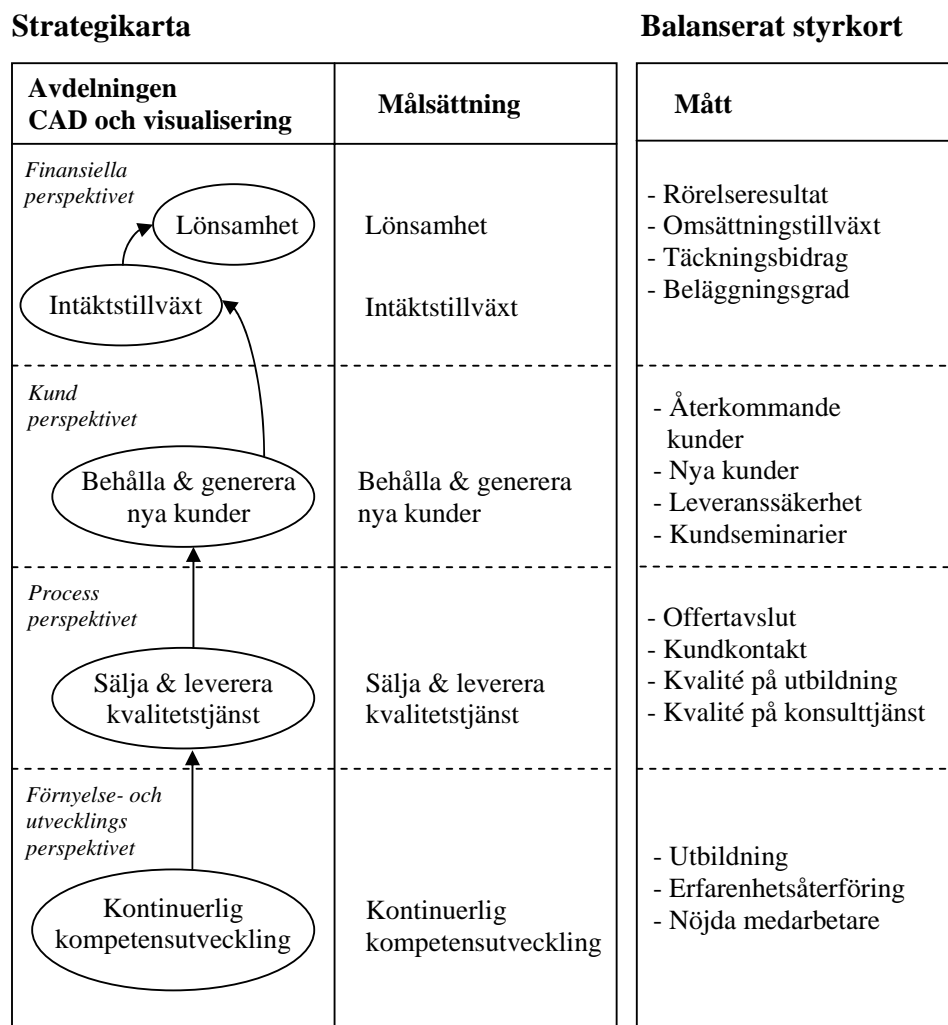 Strategikarta
Balanserat styrkort
Avdelningen
CAD och visualisering
Målsättning
Mått
Finansiella
perspektivet
Lönsamhet
Intäktstillväxt
Lönsamhet
Intäktstillväxt
- Rörelseresultat
- Omsättningstillväxt
- Täckningsbidrag
- Beläggningsgrad
Kund
perspektivet
Behålla & generera
nya kunder
Behålla & generera
nya kunder
- Återkommande
kunder
- Nya kunder
- Leveranssäkerhet
- Kundseminarier
Process
perspektivet
Sälja & leverera
kvalitetstjänst
Sälja & leverera
kvalitetstjänst
- Offertavslut
- Kundkontakt
- Kvalité på utbildning
- Kvalité på konsulttjänst
Förnyelse- och
utvecklings
perspektivet
Kontinuerlig
kompetensutveckling
Kontinuerlig
kompetensutveckling
- Utbildning
- Erfarenhetsåterföring
- Nöjda medarbetare